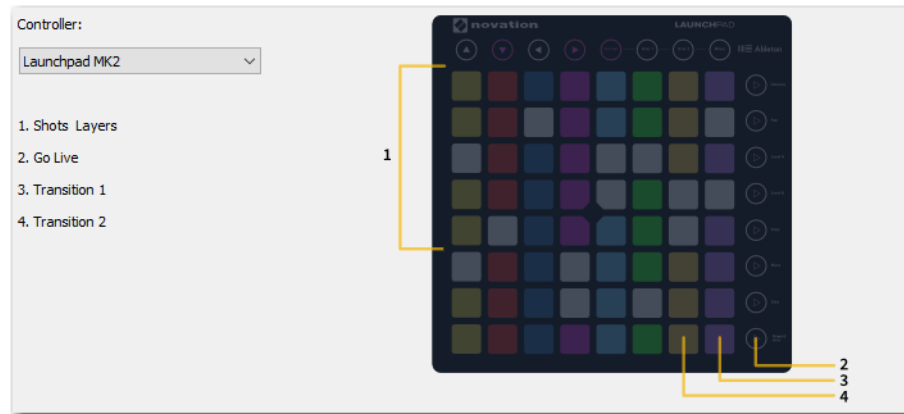 Controller:
novation
LAUNCHPAD
Launchpad MK2
Ableton
1. Shots Layers
2. Go Live
1
3. Transition 1
4. Transition 2
2
3
4